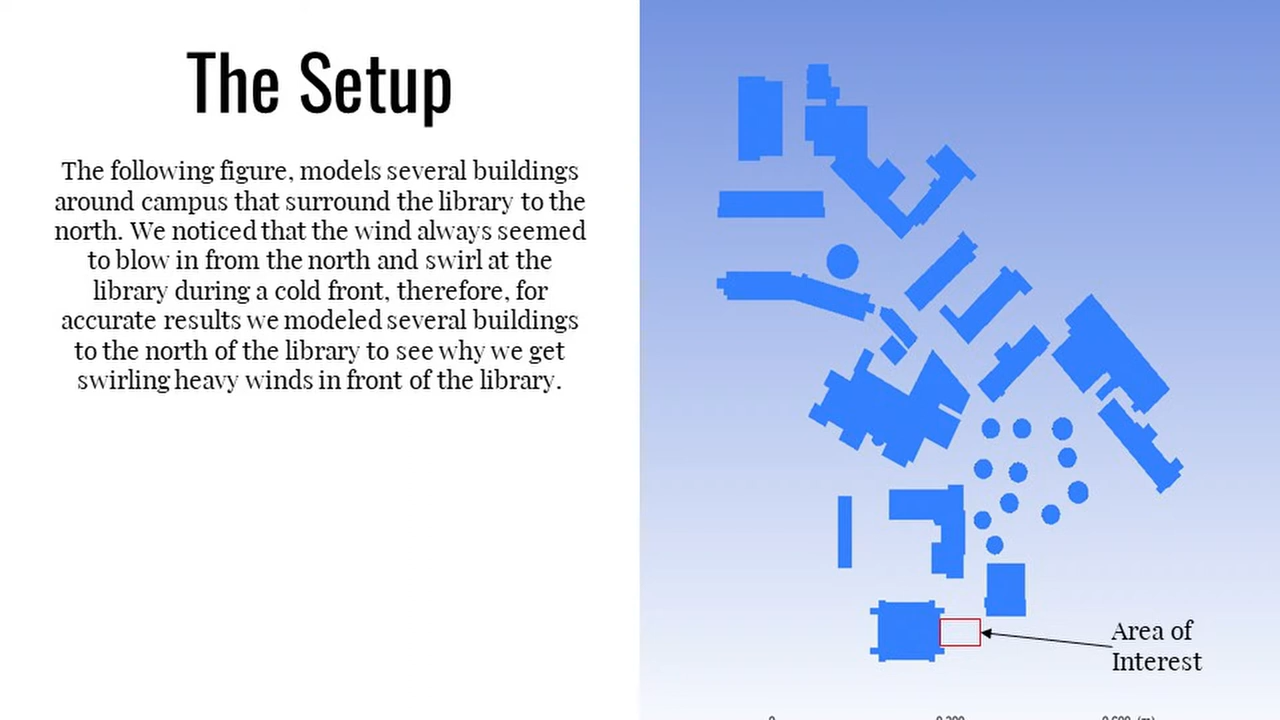 The Setup
The following figure, models several buildings
around campus that surround the library to the
north. We noticed that the wind always seemed
to blow in from the north and swirl at the
library during a cold front, therefore, for
accurate results we modeled several buildings
to the north of the library to see why we get
swirling heavy winds in front of the library.
Area of
Interest